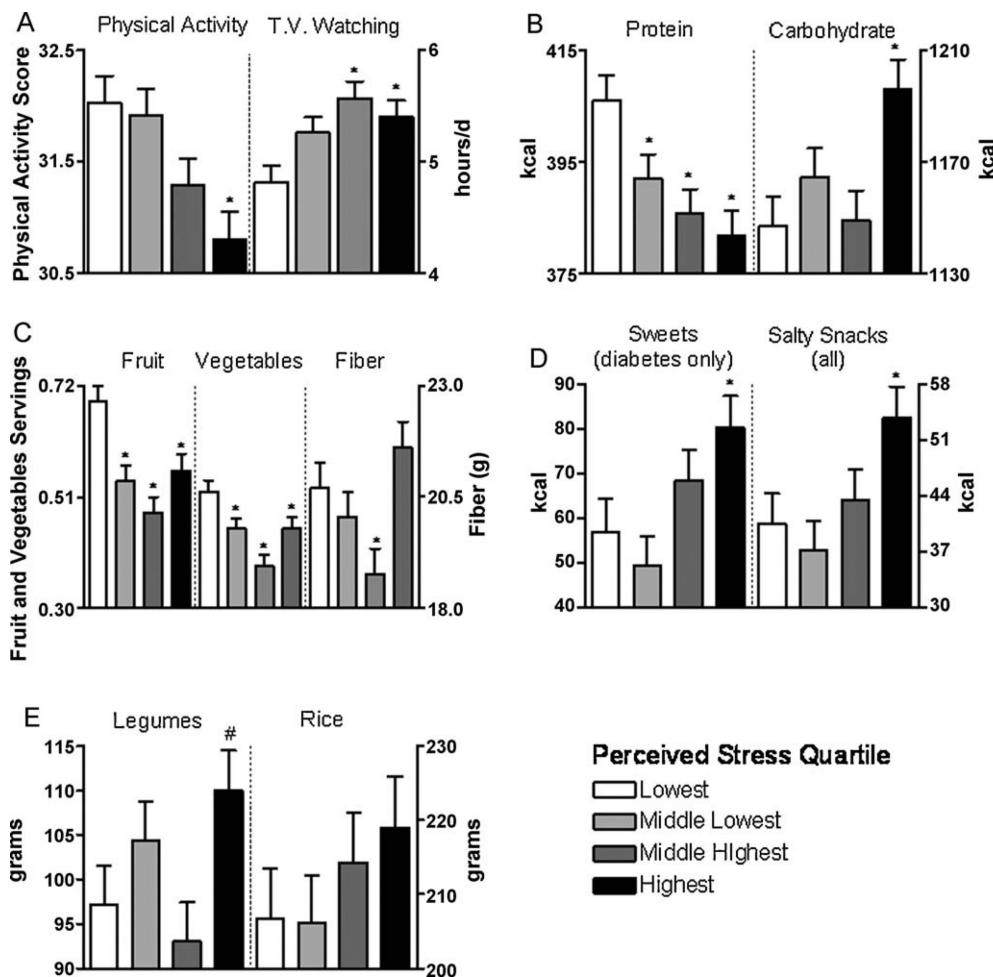 A
Physical Activity
T.V. Watching
Physical Activity Score
32.5
31.5
30.5
*
*
*
6
5
4
hours/d
B
Protein
Carbohydrate
kcal
415
395
375
*
*
*
*
1210
1170
1130
kcal
C
Fruit
Vegetables
Fiber
Fruit and Vegetables Servings
0.72
0.51
0.30
*
*
*
*
*
*
*
23.0
20.5
18.0
Fiber (g)
D
Sweets
(diabetes only)
Salty Snacks
(all)
kcal
90
80
70
60
50
40
*
*
58
51
44
37
30
kcal
E
Legumes
Rice
grams
115
110
105
100
95
90
#
230
220
210
200
grams
Perceived Stress Quartile
Lowest
Middle Lowest
Middle HIghest
Highest